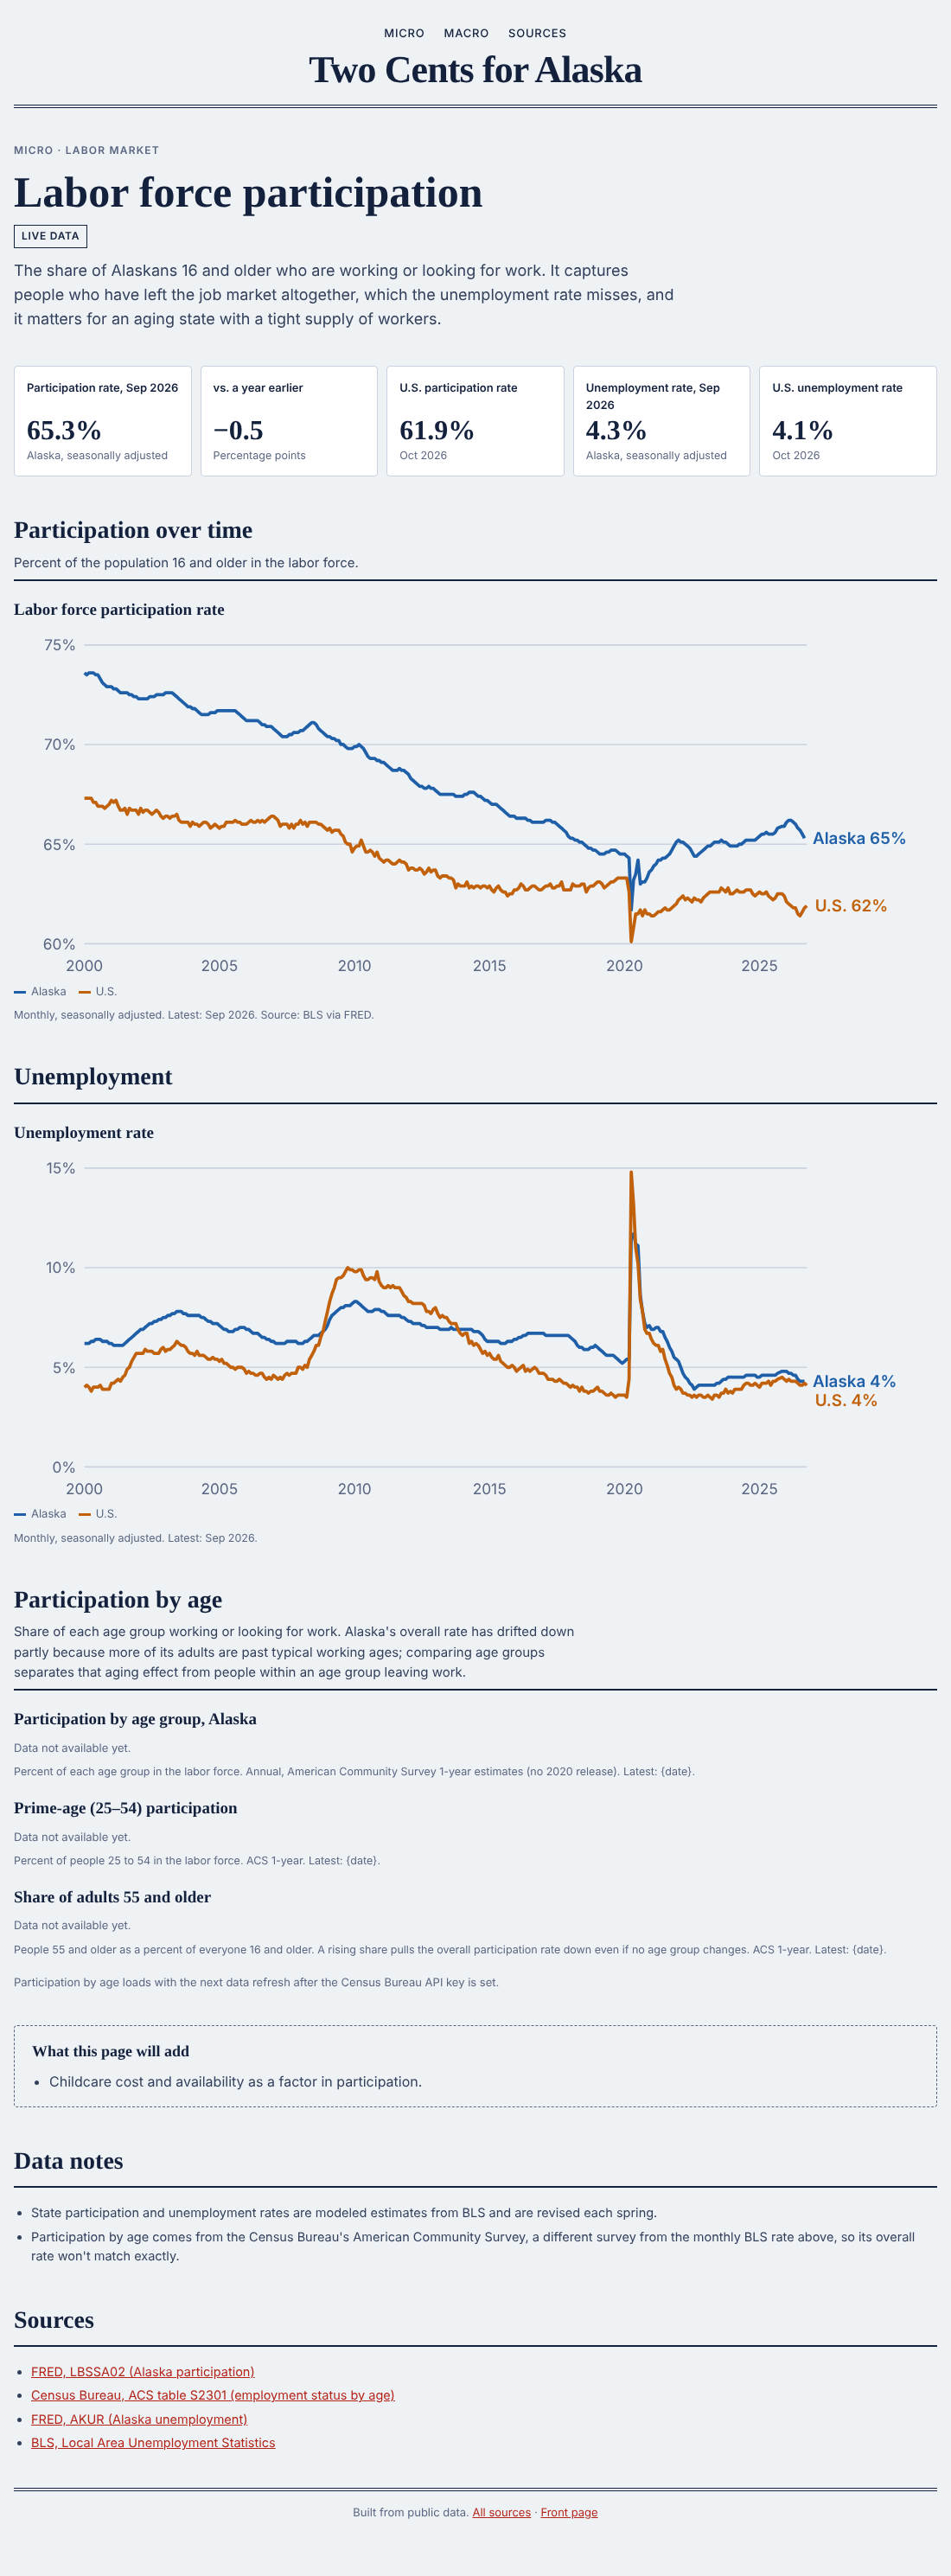 MICRO MACRO SOURCES
Two Cents for Alaska
MICRO · LABOR MARKET
Labor force participation
LIVE DATA
The share of Alaskans 16 and older who are working or looking for work. It captures
people who have left the job market altogether, which the unemployment rate misses, and
it matters for an aging state with a tight supply of workers.
Participation rate, Sep 2026
65.3%
Alaska, seasonally adjusted
vs. a year earlier
−0.5
Percentage points
U.S. participation rate
61.9%
Oct 2026
Unemployment rate, Sep
2026
4.3%
Alaska, seasonally adjusted
U.S. unemployment rate
4.1%
Oct 2026
Participation over time
Percent of the population 16 and older in the labor force.
Labor force participation rate
75%
70%
65%
60%
Alaska 65%
U.S. 62%
2000 2005 2010 2015 2020 2025
Alaska U.S.
Monthly, seasonally adjusted. Latest: Sep 2026. Source: BLS via FRED.
Unemployment
Unemployment rate
15%
10%
5%
0%
Alaska 4%
U.S. 4%
2000 2005 2010 2015 2020 2025
Alaska U.S.
Monthly, seasonally adjusted. Latest: Sep 2026.
Participation by age
Share of each age group working or looking for work. Alaska's overall rate has drifted down
partly because more of its adults are past typical working ages; comparing age groups
separates that aging effect from people within an age group leaving work.
Participation by age group, Alaska
Data not available yet.
Percent of each age group in the labor force. Annual, American Community Survey 1-year estimates (no 2020 release). Latest: {date}.
Prime-age (25–54) participation
Data not available yet.
Percent of people 25 to 54 in the labor force. ACS 1-year. Latest: {date}.
Share of adults 55 and older
Data not available yet.
People 55 and older as a percent of everyone 16 and older. A rising share pulls the overall participation rate down even if no age group changes. ACS 1-year. Latest: {date}.
Participation by age loads with the next data refresh after the Census Bureau API key is set.
What this page will add
• Childcare cost and availability as a factor in participation.
Data notes
• State participation and unemployment rates are modeled estimates from BLS and are revised each spring.
• Participation by age comes from the Census Bureau's American Community Survey, a different survey from the monthly BLS rate above, so its overall
rate won't match exactly.
Sources
• FRED, LBSSA02 (Alaska participation)
• Census Bureau, ACS table S2301 (employment status by age)
• FRED, AKUR (Alaska unemployment)
• BLS, Local Area Unemployment Statistics
Built from public data. All sources · Front page